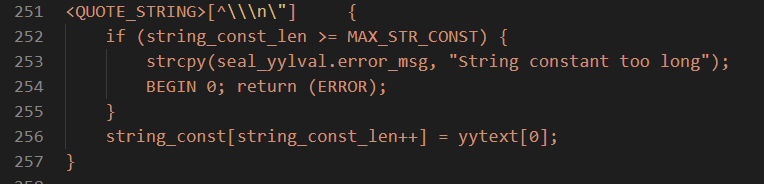 251 <QUOTE_STRING>[^\\\n\"]     {
252     if (string_const_len >= MAX_STR_CONST) {
253         strcpy(seal_yylval.error_msg, "String constant too long");
254         BEGIN 0; return (ERROR);
255     }
256     string_const[string_const_len++] = yytext[0];
257 }